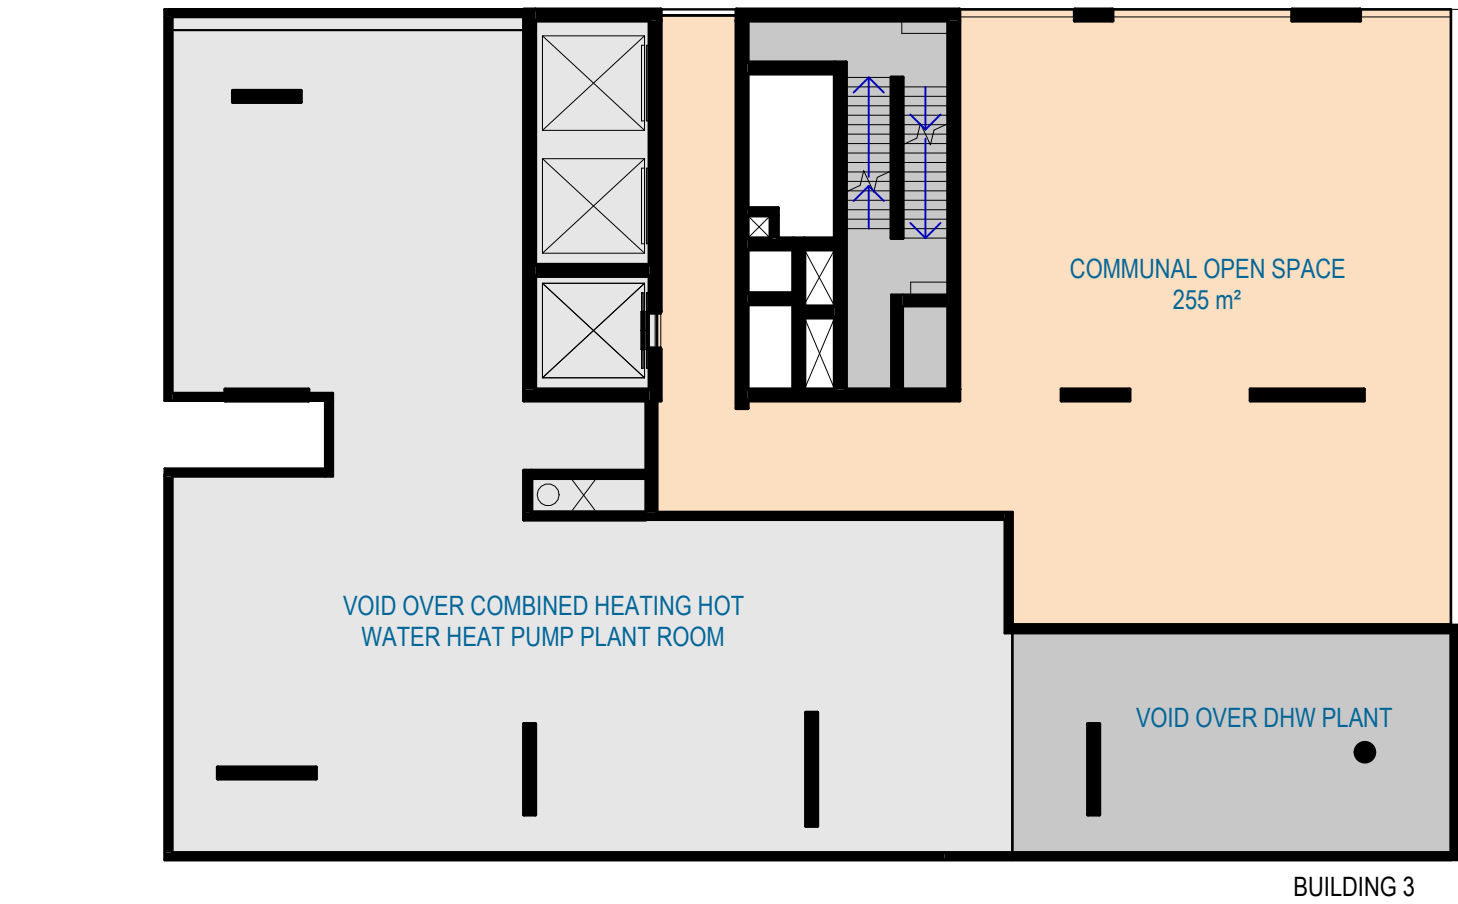 COMMUNAL OPEN SPACE
255 m²
VOID OVER COMBINED HEATING HOT
WATER HEAT PUMP PLANT ROOM
VOID OVER DHW PLANT
BUILDING 3